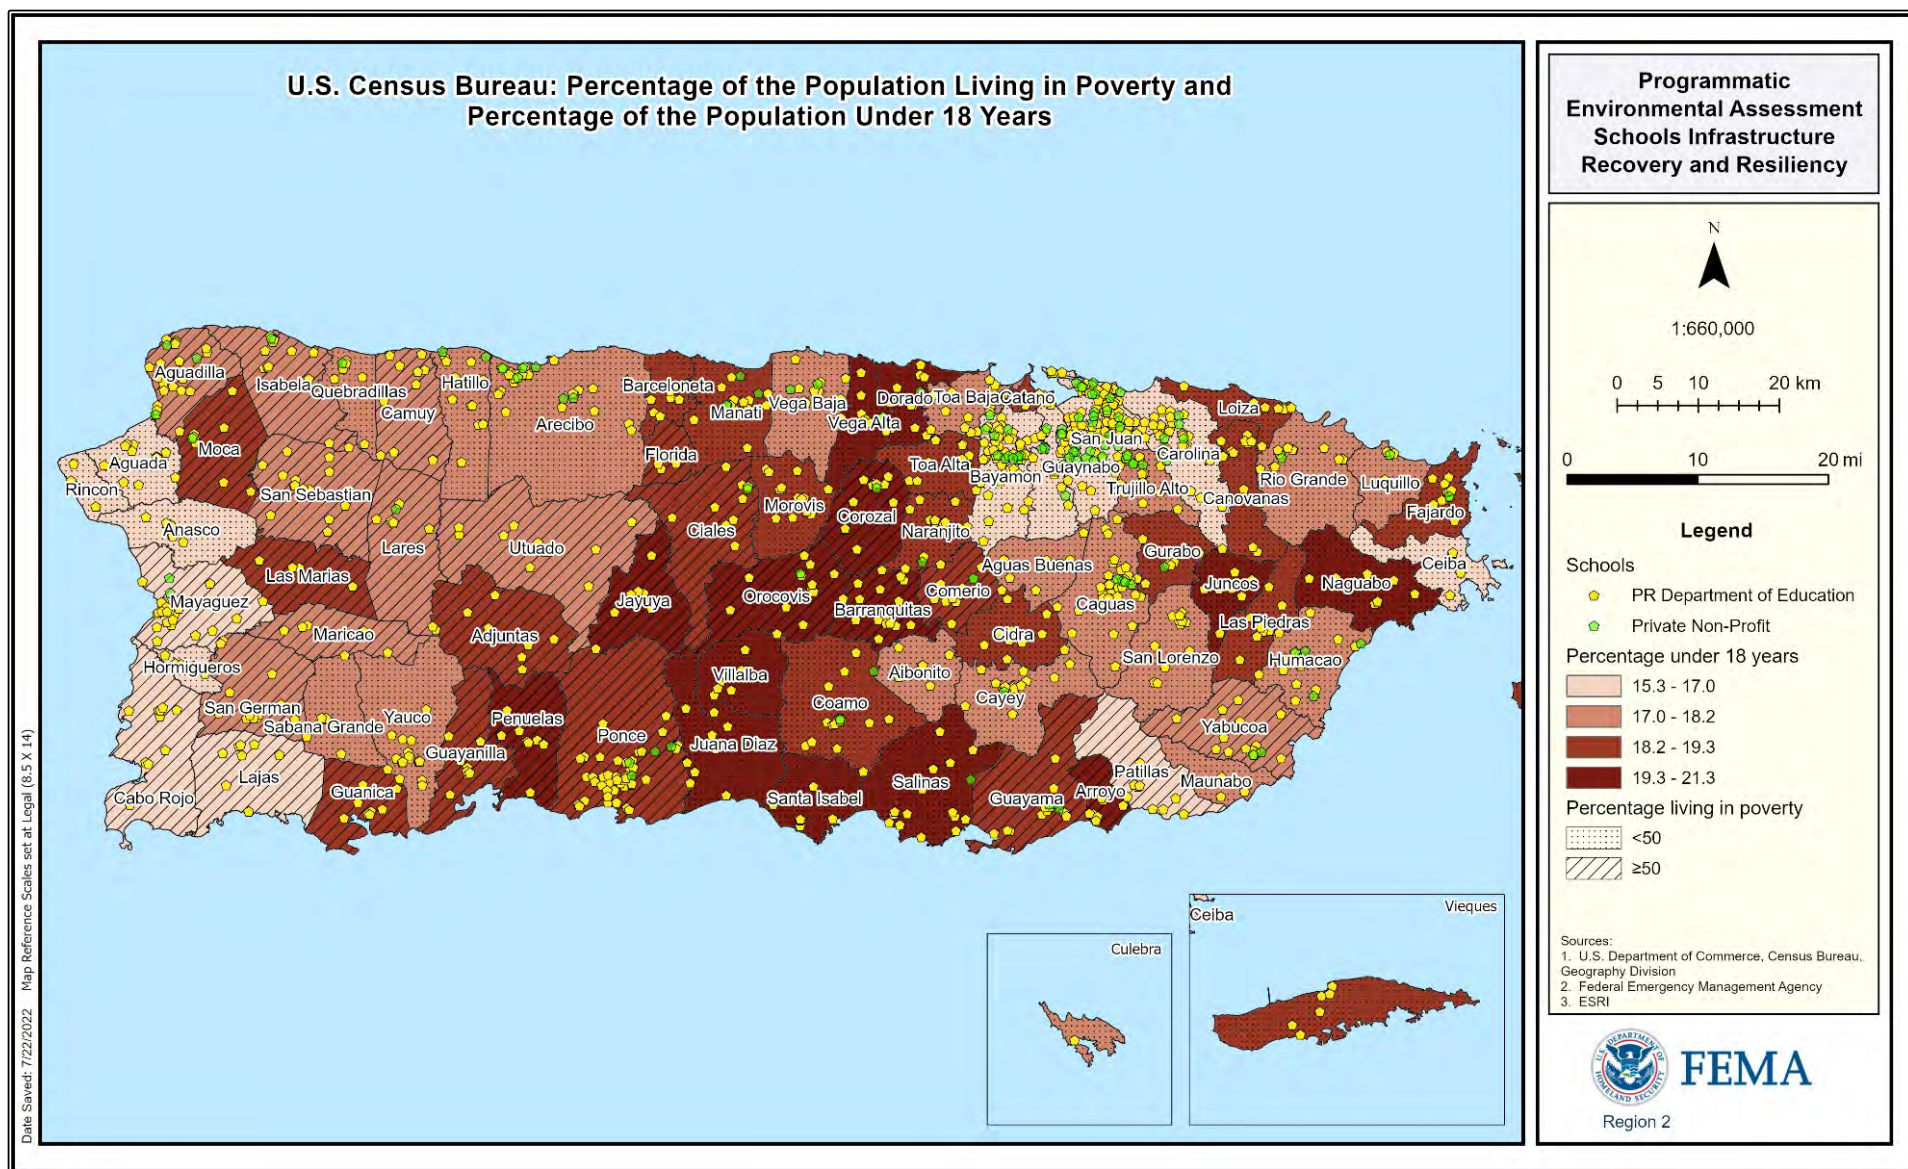 U.S. Census Bureau: Percentage of the Population Living in Poverty and
Percentage of the Population Under 18 Years
Aguadilla
Isabela
Quebradillas
Camuy
Hatillo
Arecibo
Barceloneta
Manati
Vega Baja
Vega Alta
Dorado
Toa Baja
Catano
San Juan
Carolina
Loiza
Moca
Aguada
Rincon
Anasco
San Sebastian
Lares
Utuado
Florida
Ciales
Morovis
Corozal
Toa Alta
Naranjito
Bayamon
Guaynabo
Trujillo Alto
Canovanas
Rio Grande
Luquillo
Fajardo
Ceiba
Las Marias
Mayaguez
Maricao
Adjuntas
Jayuya
Orocovis
Barranquitas
Comerio
Aguas Buenas
Caguas
Gurabo
Juncos
Naguabo
Las Piedras
Humacao
San Lorenzo
Cidra
Cayey
Aibonito
Coamo
Villalba
Hormigueros
San German
Sabana Grande
Yauco
Guayanilla
Penuelas
Ponce
Juana Diaz
Santa Isabel
Salinas
Guayama
Arroyo
Patillas
Maunabo
Yabucoa
Cabo Rojo
Lajas
Guanica
Culebra
Ceiba
Vieques
Date Saved: 7/22/2022 Map Reference Scales set at Legal (8.5 X 14)
Programmatic
Environmental Assessment
Schools Infrastructure
Recovery and Resiliency
N
1:660,000
0 5 10 20 km
0 10 20 mi
Legend
Schools
PR Department of Education
Private Non-Profit
Percentage under 18 years
15.3 - 17.0
17.0 - 18.2
18.2 - 19.3
19.3 - 21.3
Percentage living in poverty
<50
≥50
Sources:
1. U.S. Department of Commerce, Census Bureau,
Geography Division
2. Federal Emergency Management Agency
3. ESRI
U.S. DEPARTMENT OF
HOMELAND SECURITY
FEMA
Region 2